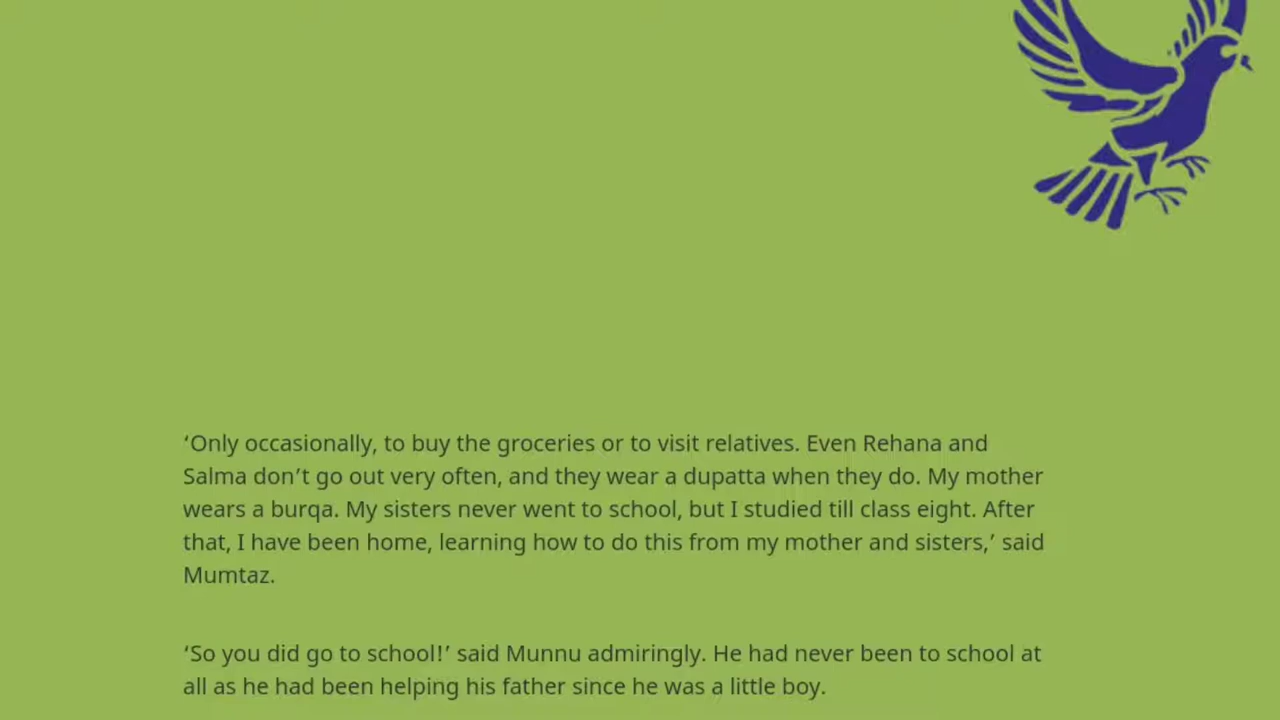 ‘Only occasionally, to buy the groceries or to visit relatives. Even Rehana and
Salma don’t go out very often, and they wear a dupatta when they do. My mother
wears a burqa. My sisters never went to school, but I studied till class eight. After
that, I have been home, learning how to do this from my mother and sisters,’ said
Mumtaz.
‘So you did go to school!’ said Munnu admiringly. He had never been to school at
all as he had been helping his father since he was a little boy.